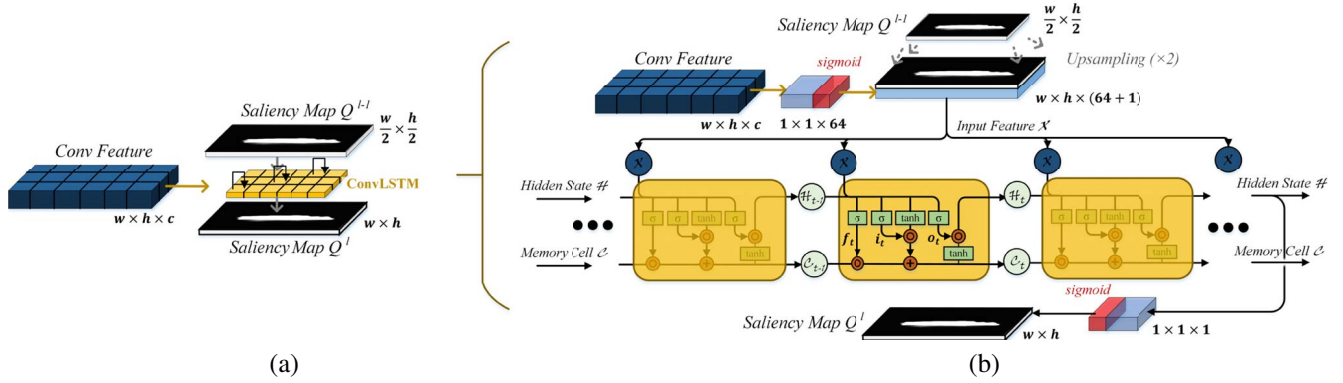 Saliency Map Q^{l-1}
w/2 × h/2
Conv Feature
ConvLSTM
w × h × c
w × h
Saliency Map Q^l
(a)
Saliency Map Q^{l-1}
w/2 × h/2
Conv Feature
sigmoid
Upsampling (×2)
w × h × c
1 × 1 × 64
w × h × (64 + 1)
Input Feature X
X
X
X
X
Hidden State H
H_{t-1}
H_t
Hidden State H
σ σ tanh σ
σ σ tanh σ
σ σ tanh σ
f_t i_t o_t
tanh
tanh
tanh
Memory Cell C
C_{t-1}
C_t
Memory Cell C
sigmoid
Saliency Map Q^l
w × h
1 × 1 × 1
(b)